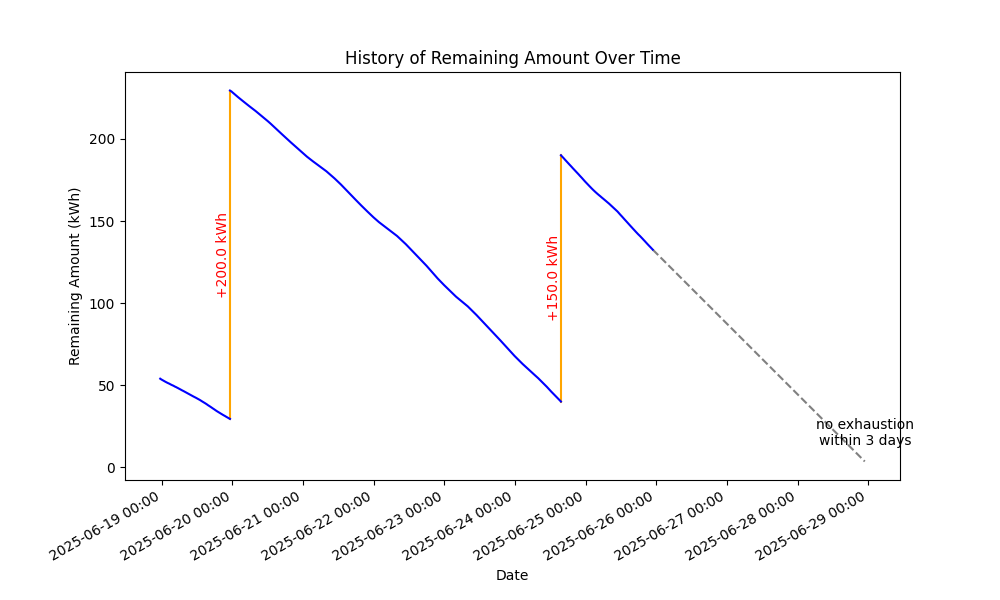 History of Remaining Amount Over Time
Remaining Amount (kWh)
200
150
100
50
0
+200.0 kWh
+150.0 kWh
no exhaustion
within 3 days
2025-06-19 00:00
2025-06-20 00:00
2025-06-21 00:00
2025-06-22 00:00
2025-06-23 00:00
2025-06-24 00:00
2025-06-25 00:00
2025-06-26 00:00
2025-06-27 00:00
2025-06-28 00:00
2025-06-29 00:00
Date